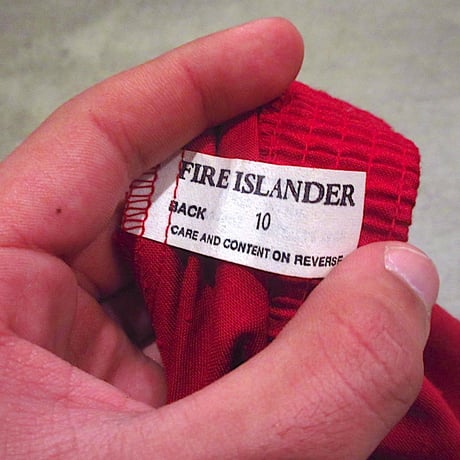 FIRE ISLANDER
BACK 10
CARE AND CONTENT ON REVERSE